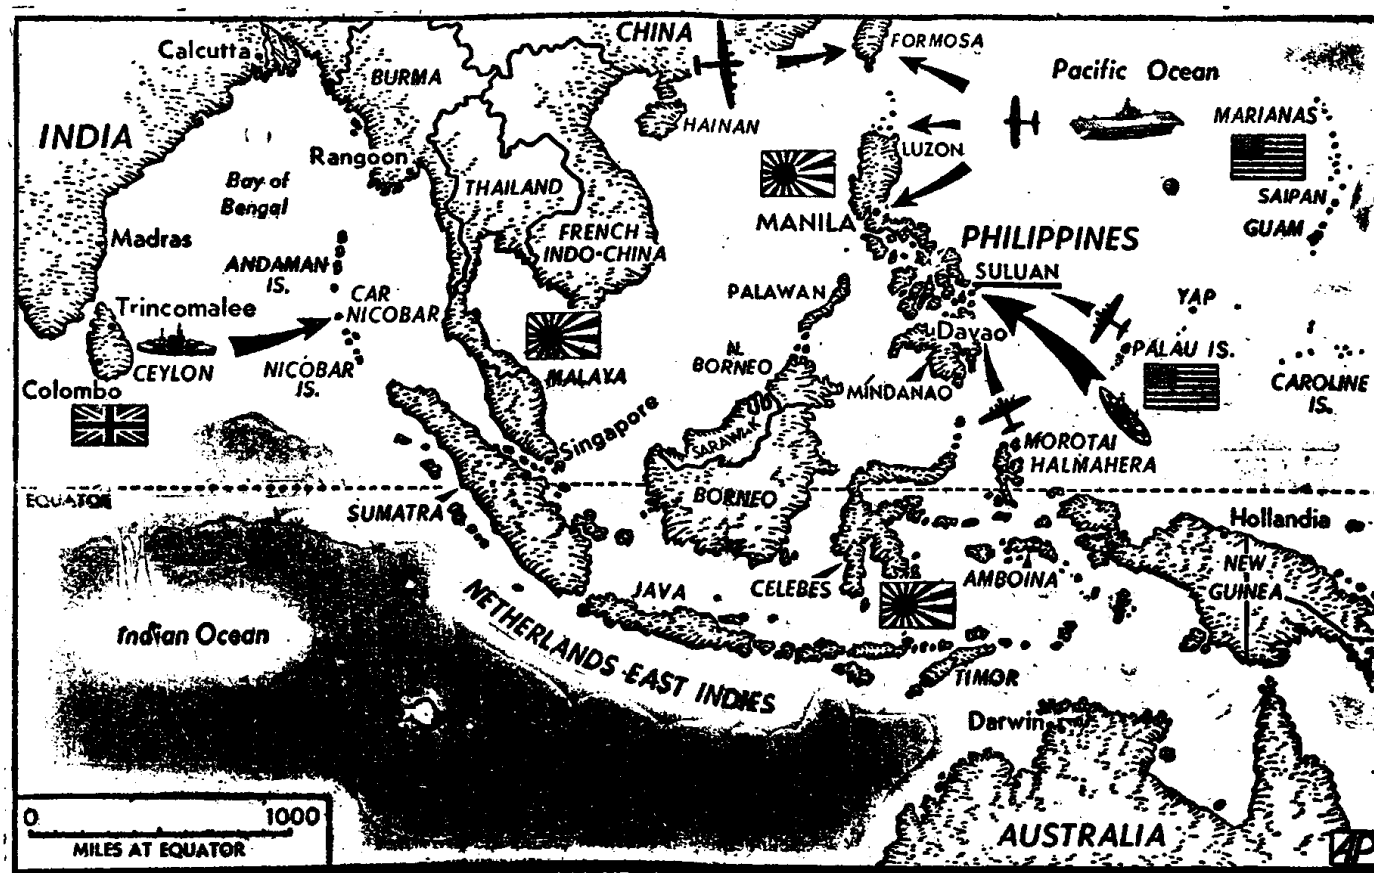 CHINA
FORMOSA
Calcutta
BURMA
Pacific Ocean
INDIA
HAINAN
MARIANAS
LUZON
Rangoon
THAILAND
Bay of
Bengal
SAIPAN
MANILA
GUAM
Madras
FRENCH
INDO-CHINA
PHILIPPINES
ANDAMAN
IS.
SULUAN
CAR
NICOBAR
PALAWAN
YAP
Trincomalee
Davao
PALAU IS.
CEYLON
NICOBAR
IS.
MALAYA
N.
BORNEO
MINDANAO
CAROLINE
IS.
Colombo
Singapore
SARAWAK
MOROTAI
HALMAHERA
EQUATOR
SUMATRA
BORNEO
Hollandia
JAVA
CELEBES
AMBOINA
NEW
GUINEA
Indian Ocean
NETHERLANDS EAST INDIES
TIMOR
Darwin
0 1000
MILES AT EQUATOR
AUSTRALIA
AP